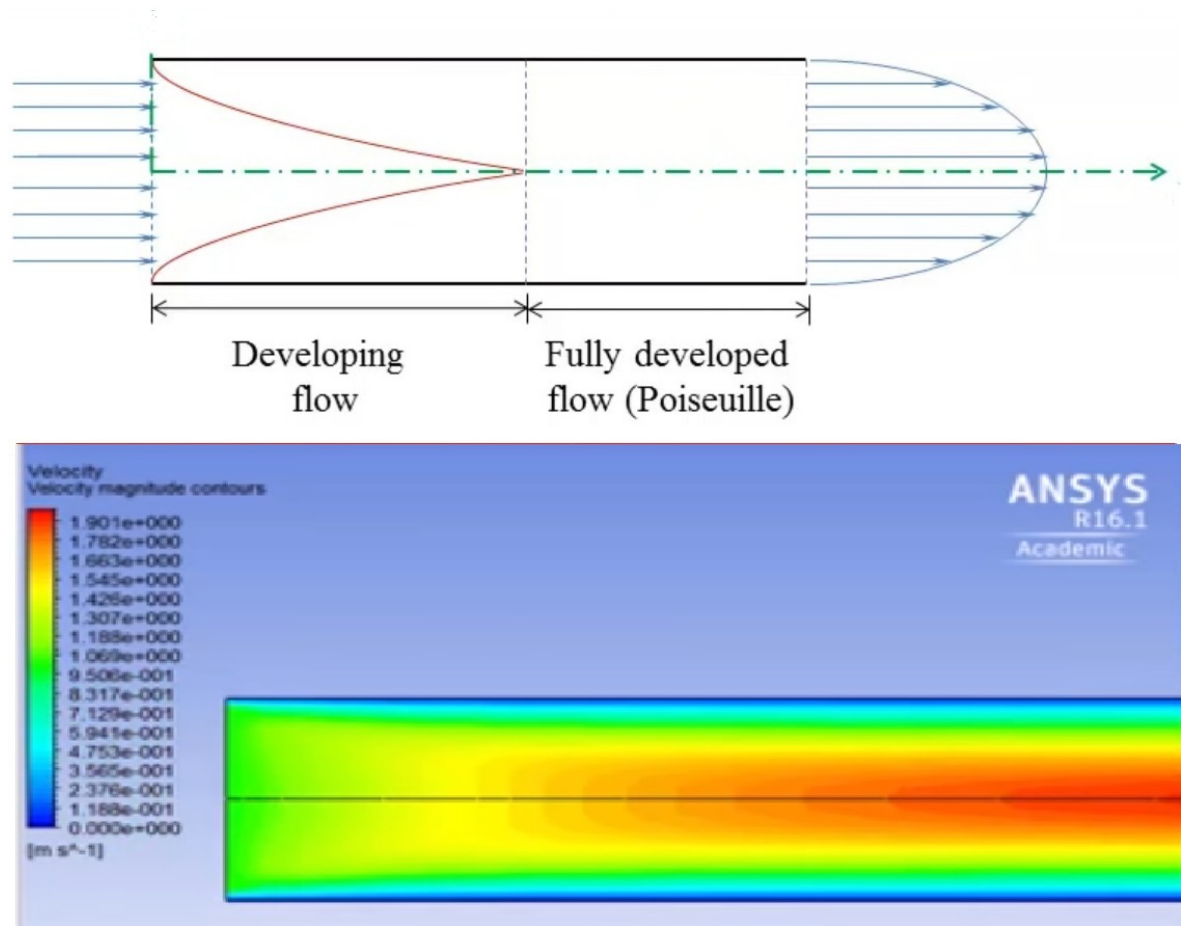 Developing
flow
Fully developed
flow (Poiseuille)
Velocity
Velocity magnitude contours
1.901e+000
1.782e+000
1.663e+000
1.545e+000
1.426e+000
1.307e+000
1.188e+000
1.069e+000
9.506e-001
8.317e-001
7.129e-001
5.941e-001
4.753e-001
3.565e-001
2.376e-001
1.188e-001
0.000e+000
[m s^-1]
ANSYS
R16.1
Academic